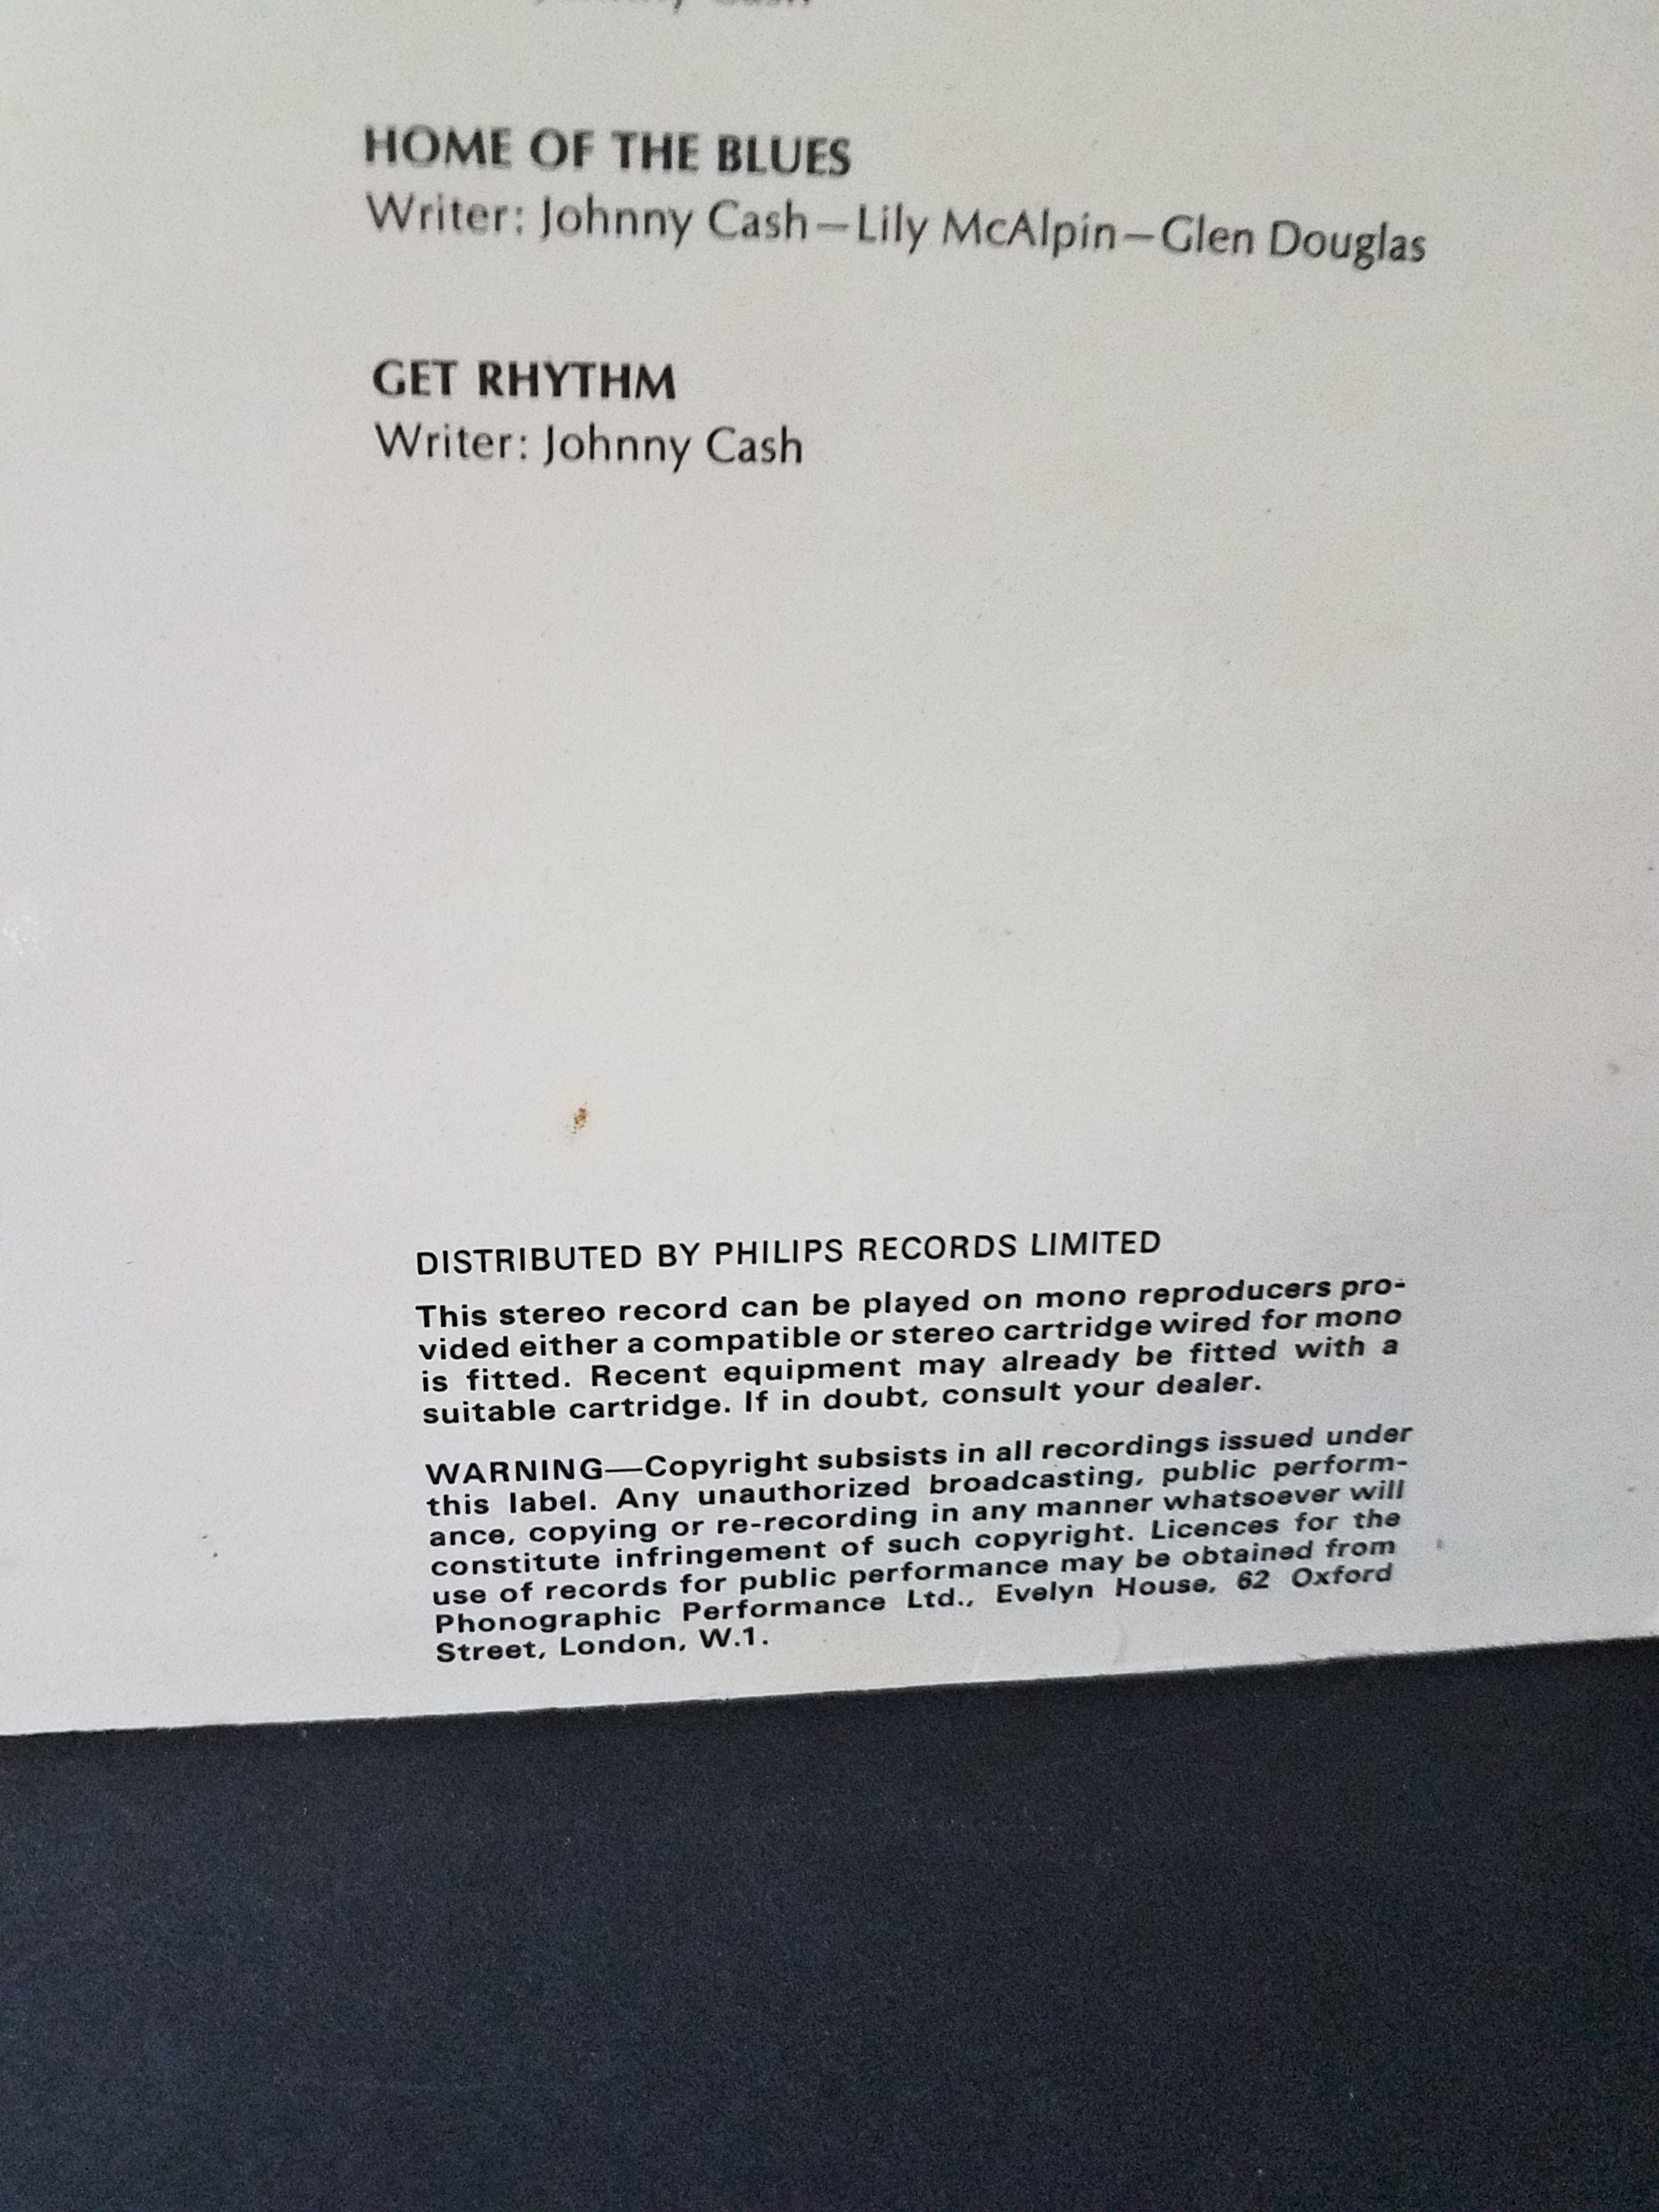 HOME OF THE BLUES
Writer: Johnny Cash—Lily McAlpin—Glen Douglas
GET RHYTHM
Writer: Johnny Cash
DISTRIBUTED BY PHILIPS RECORDS LIMITED
This stereo record can be played on mono reproducers pro-
vided either a compatible or stereo cartridge wired for mono
is fitted. Recent equipment may already be fitted with a
suitable cartridge. If in doubt, consult your dealer.
WARNING—Copyright subsists in all recordings issued under
this label. Any unauthorized broadcasting, public perform-
ance, copying or re-recording in any manner whatsoever will
constitute infringement of such copyright. Licences for the
use of records for public performance may be obtained from
Phonographic Performance Ltd., Evelyn House, 62 Oxford
Street, London, W.1.